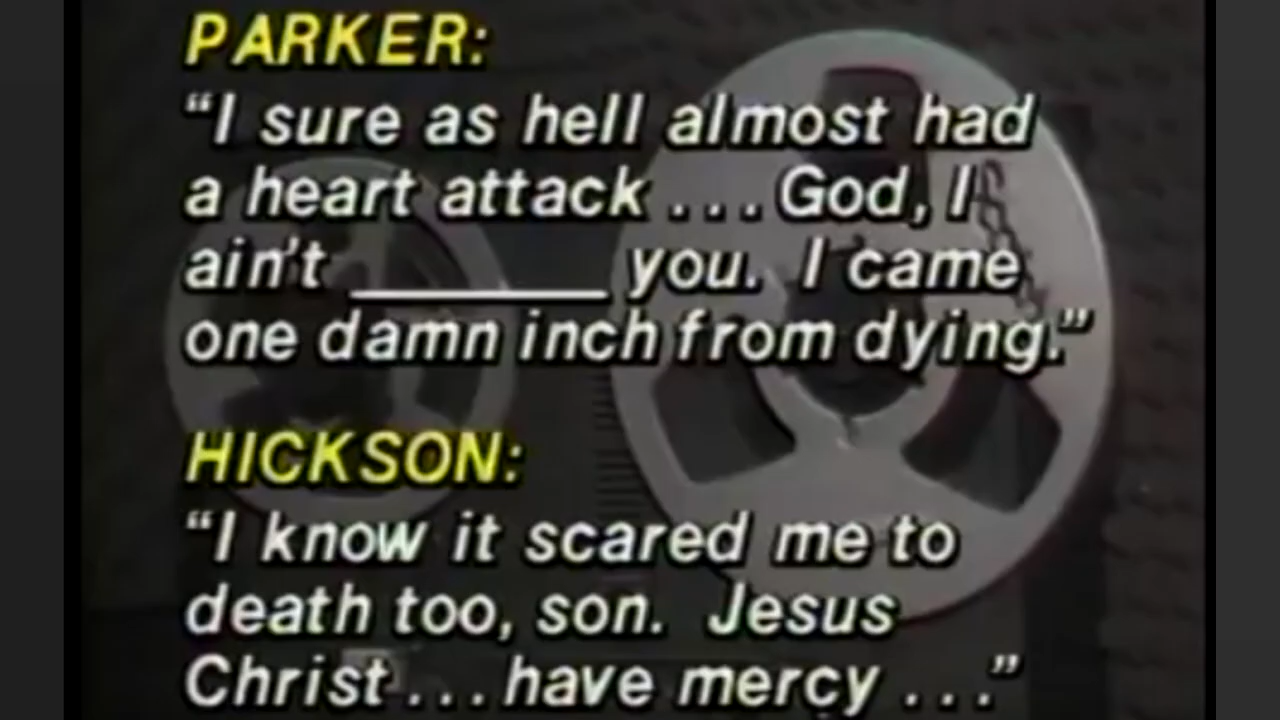 PARKER:
“I sure as hell almost had
a heart attack . . . God, I
ain't _______ you. I came
one damn inch from dying.”
HICKSON:
“I know it scared me to
death too, son. Jesus
Christ . . . have mercy . . .”